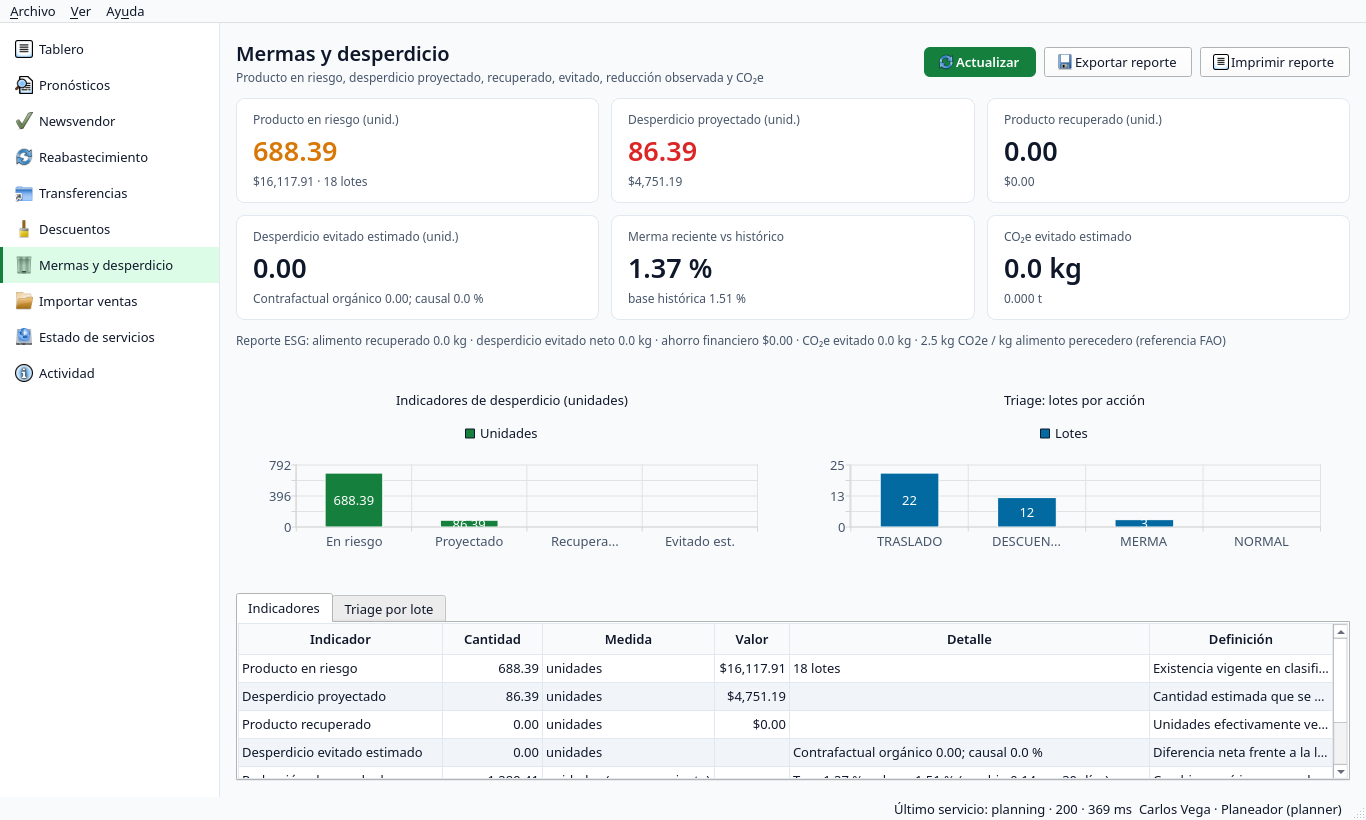 Archivo Ver Ayuda
Tablero
Pronósticos
Newsvendor
Reabastecimiento
Transferencias
Descuentos
Mermas y desperdicio
Importar ventas
Estado de servicios
Actividad
Mermas y desperdicio
Producto en riesgo, desperdicio proyectado, recuperado, evitado, reducción observada y CO₂e
Actualizar Exportar reporte Imprimir reporte
Producto en riesgo (unid.)
688.39
$16,117.91 · 18 lotes
Desperdicio proyectado (unid.)
86.39
$4,751.19
Producto recuperado (unid.)
0.00
$0.00
Desperdicio evitado estimado (unid.)
0.00
Contrafactual orgánico 0.00; causal 0.0 %
Merma reciente vs histórico
1.37 %
base histórica 1.51 %
CO₂e evitado estimado
0.0 kg
0.000 t
Reporte ESG: alimento recuperado 0.0 kg · desperdicio evitado neto 0.0 kg · ahorro financiero $0.00 · CO₂e evitado 0.0 kg · 2.5 kg CO2e / kg alimento perecedero (referencia FAO)
Indicadores de desperdicio (unidades)
Unidades
792
396
0
688.39
86.39
En riesgo Proyectado Recupera... Evitado est.
Triage: lotes por acción
Lotes
25
13
0
22
12
3
TRASLADO DESCUEN... MERMA NORMAL
Indicadores Triage por lote
Indicador Cantidad Medida Valor Detalle Definición
Producto en riesgo 688.39 unidades $16,117.91 18 lotes Existencia vigente en clasifi...
Desperdicio proyectado 86.39 unidades $4,751.19 Cantidad estimada que se ...
Producto recuperado 0.00 unidades $0.00 Unidades efectivamente ve...
Desperdicio evitado estimado 0.00 unidades Contrafactual orgánico 0.00; causal 0.0 % Diferencia neta frente a la l...
Último servicio: planning · 200 · 369 ms Carlos Vega · Planeador (planner)